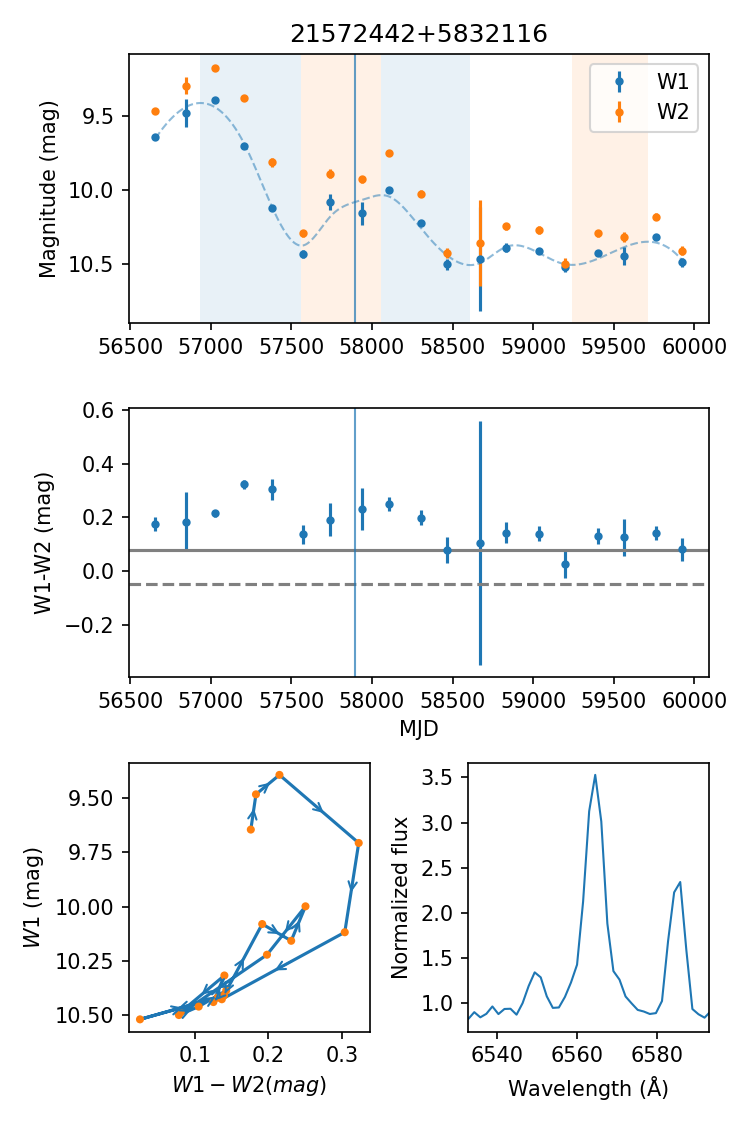 21572442+5832116
Magnitude (mag)
9.5
10.0
10.5
W1
W2
56500 57000 57500 58000 58500 59000 59500 60000
W1-W2 (mag)
0.6
0.4
0.2
0.0
−0.2
56500 57000 57500 58000 58500 59000 59500 60000
MJD
W1 (mag)
9.50
9.75
10.00
10.25
10.50
0.1 0.2 0.3
W1 − W2(mag)
Normalized flux
3.5
3.0
2.5
2.0
1.5
1.0
6540 6560 6580
Wavelength (Å)